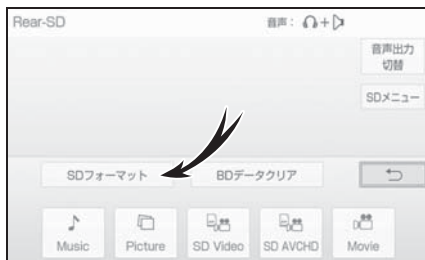 Rear-SD
音声: +
音声出力
切替
SDメニュー
SDフォーマット
BDデータクリア
Music
Picture
SD Video
SD AVCHD
Movie